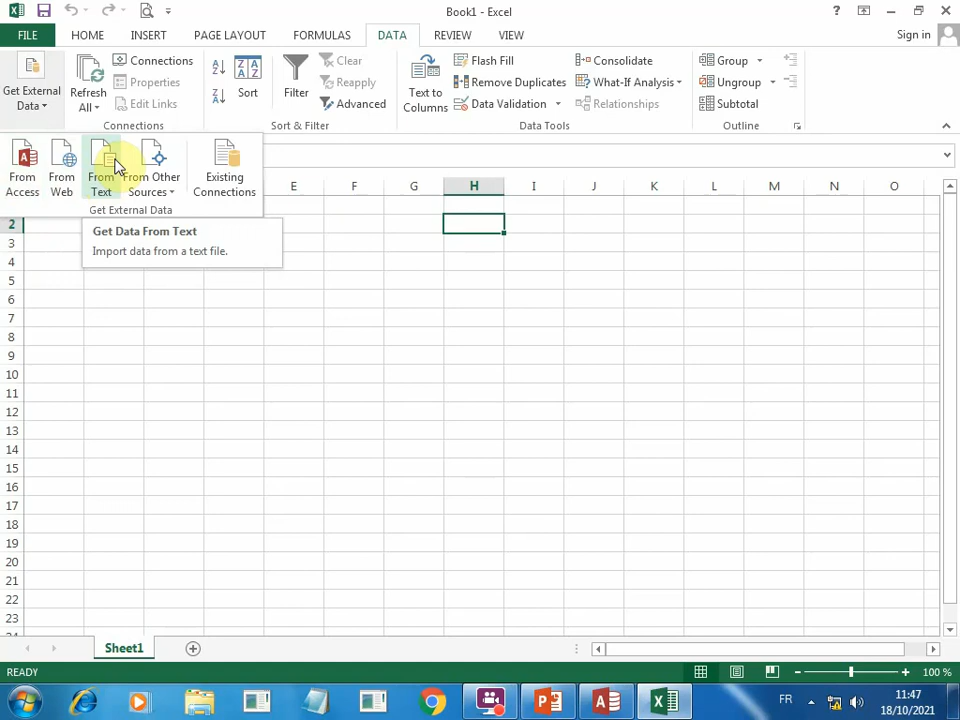 Book1 - Excel
Sign in
FILE HOME INSERT PAGE LAYOUT FORMULAS DATA REVIEW VIEW
Get External Data
Refresh All
Connections
Properties
Edit Links
Connections
Sort
Filter
Clear
Reapply
Advanced
Sort & Filter
Text to Columns
Flash Fill
Remove Duplicates
Data Validation
Consolidate
What-If Analysis
Relationships
Data Tools
Group
Ungroup
Subtotal
Outline
From Access
From Web
From Text
From Other Sources
Existing Connections
Get External Data
Get Data From Text
Import data from a text file.
E F G H I J K L M N O
2
3
4
5
6
7
8
9
10
11
12
13
14
15
16
17
18
19
20
21
22
23
Sheet1
READY
100 %
FR
11:47
18/10/2021